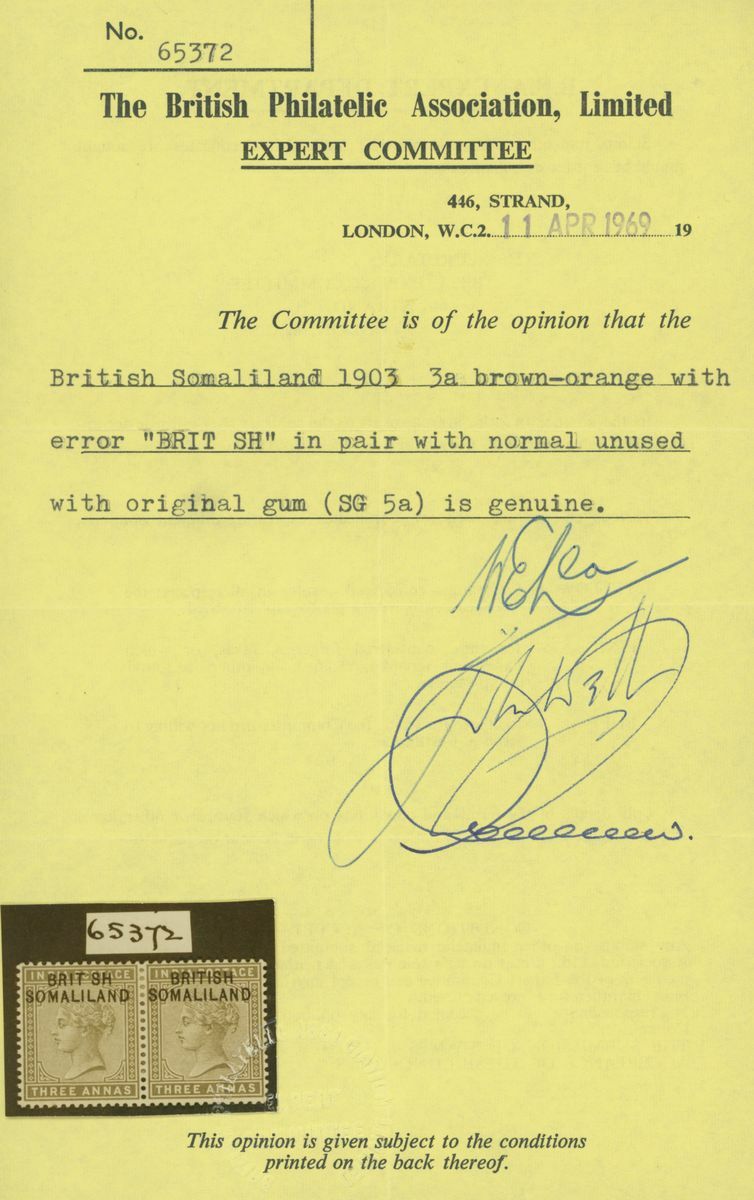 No.
65372
The British Philatelic Association, Limited
EXPERT COMMITTEE
446, STRAND,
LONDON, W.C.2. 11 APR 1969 19
The Committee is of the opinion that the
British Somaliland 1903 3a brown-orange with
error "BRIT SH" in pair with normal unused
with original gum (SG 5a) is genuine.
65372
BRIT SH BRITISH
SOMALILAND SOMALILAND
THREE ANNAS THREE ANNAS
This opinion is given subject to the conditions
printed on the back thereof.